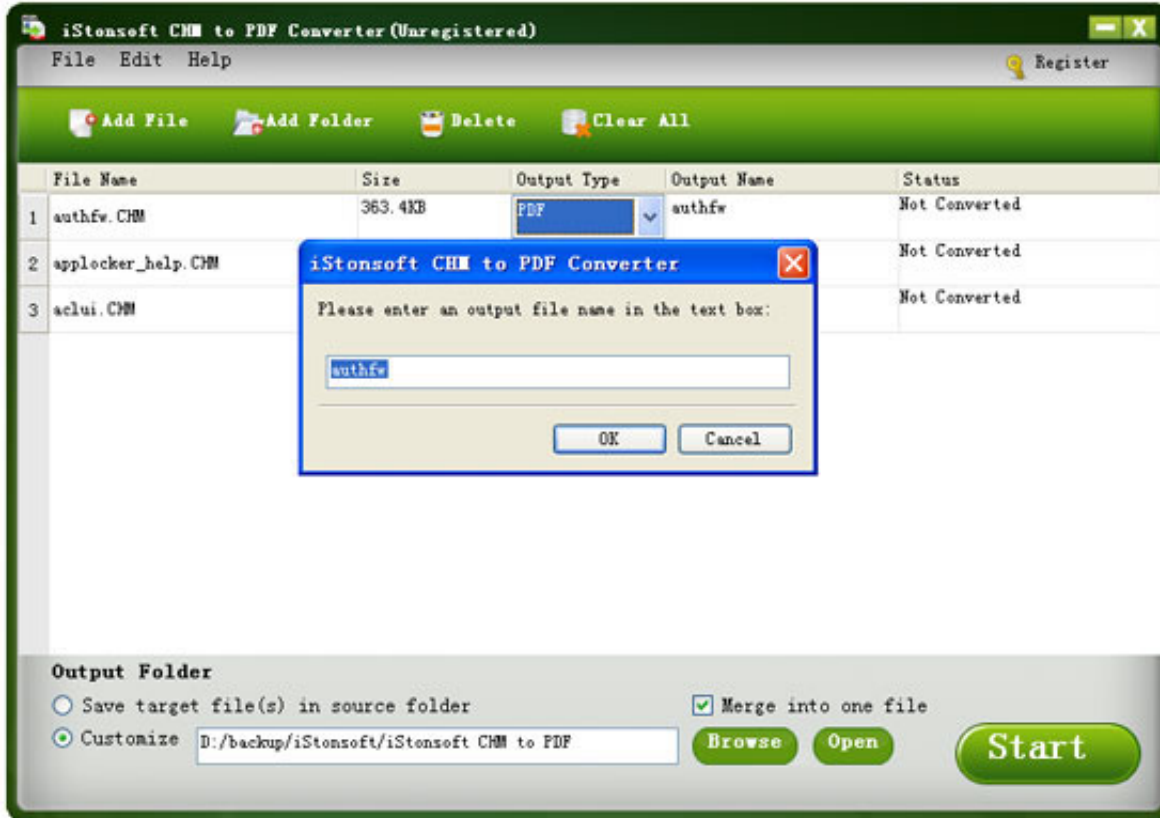 iStonsoft CHM to PDF Converter(Unregistered)
File Edit Help Register
Add File Add Folder Delete Clear All
File Name Size Output Type Output Name Status
1 authfw.CHM 363.4KB PDF authfw Not Converted
2 applocker_help.CHM Not Converted
3 aclui.CHM Not Converted
iStonsoft CHM to PDF Converter
Please enter an output file name in the text box:
authfw
OK Cancel
Output Folder
Save target file(s) in source folder Merge into one file
Customize D:/backup/iStonsoft/iStonsoft CHM to PDF Browse Open Start